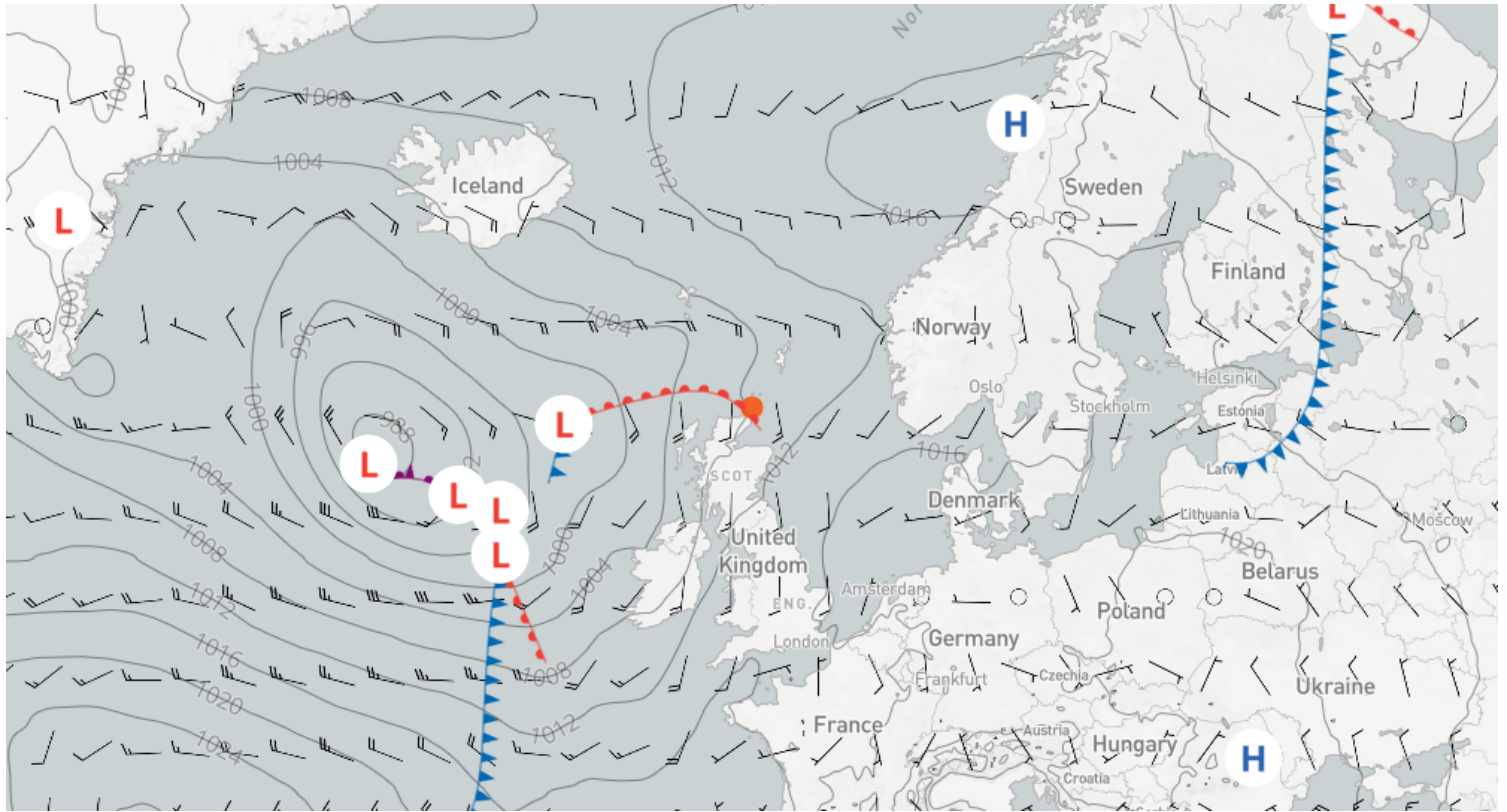 L
Nor
1008
1008
H
1004
1012
Iceland
Sweden
L
1016
Finland
1000
1000
996
1004
Norway
Helsinki
Oslo
1000
Stockholm
Estonia
L
988
1016
1012
L
1004
SCOT.
L
Denmark
L
Lithuania
Moscow
1008
1000
United
Kingdom
1020
L
Belarus
1004
Amsterdam
1012
ENG.
Poland
London
Germany
1016
1008
Czechia
Frankfurt
Ukraine
1020
1012
France
Austria
Hungary
1024
H
Croatia